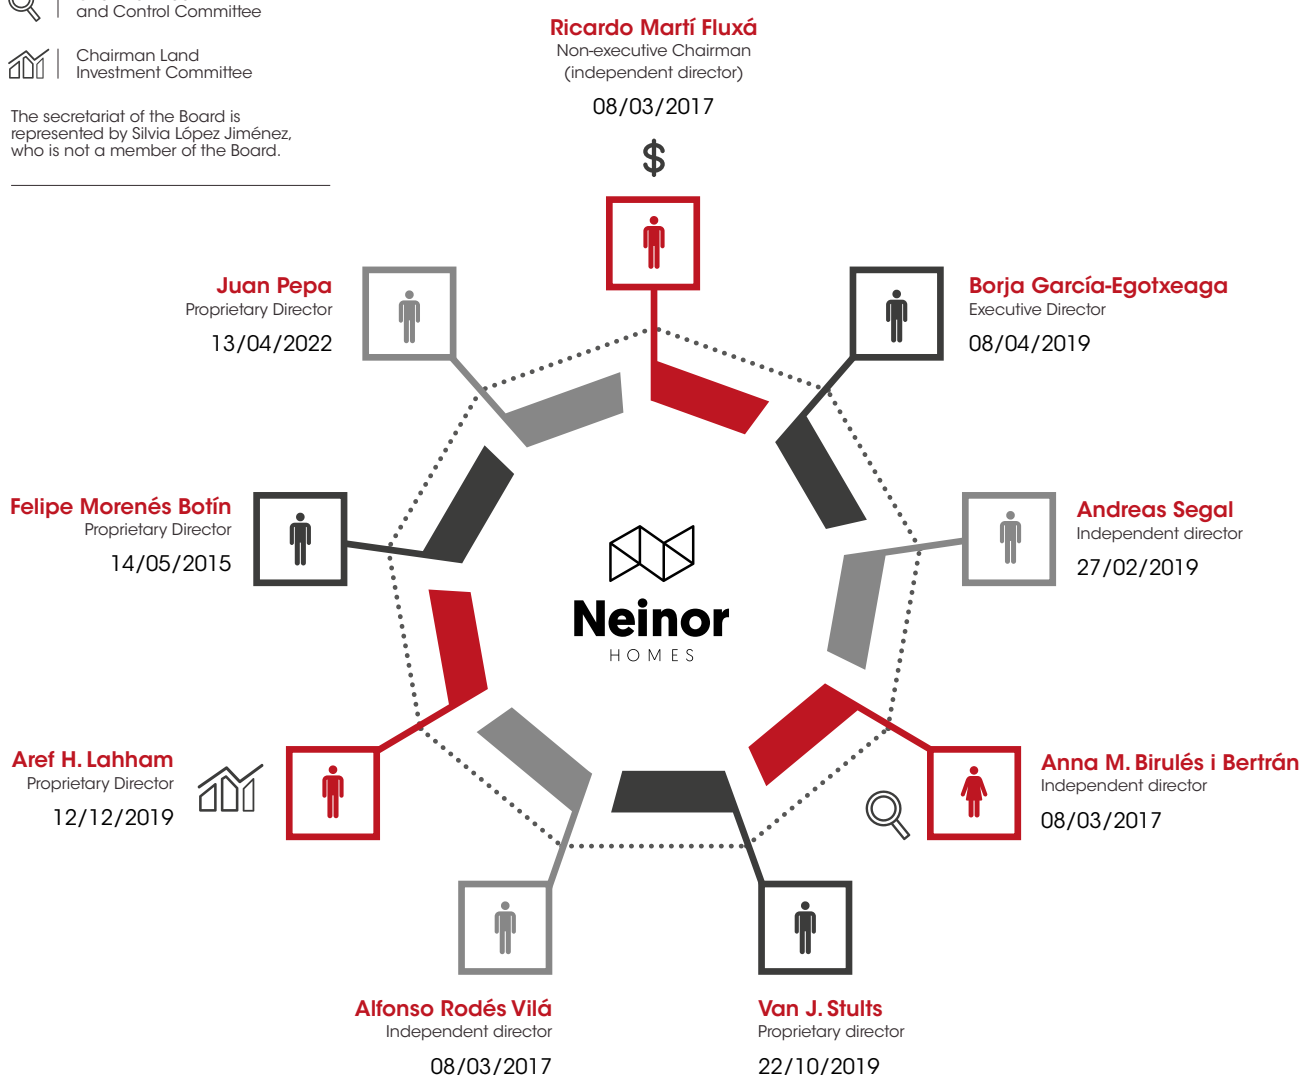 and Control Committee
Chairman Land
Investment Committee
The secretariat of the Board is
represented by Silvia López Jiménez,
who is not a member of the Board.
Ricardo Martí Fluxá
Non-executive Chairman
(independent director)
08/03/2017
$
Juan Pepa
Proprietary Director
13/04/2022
Borja García-Egotxeaga
Executive Director
08/04/2019
Felipe Morenés Botín
Proprietary Director
14/05/2015
Andreas Segal
Independent director
27/02/2019
Neinor
HOMES
Aref H. Lahham
Proprietary Director
12/12/2019
Anna M. Birulés i Bertrán
Independent director
08/03/2017
Alfonso Rodés Vilá
Independent director
08/03/2017
Van J. Stults
Proprietary director
22/10/2019